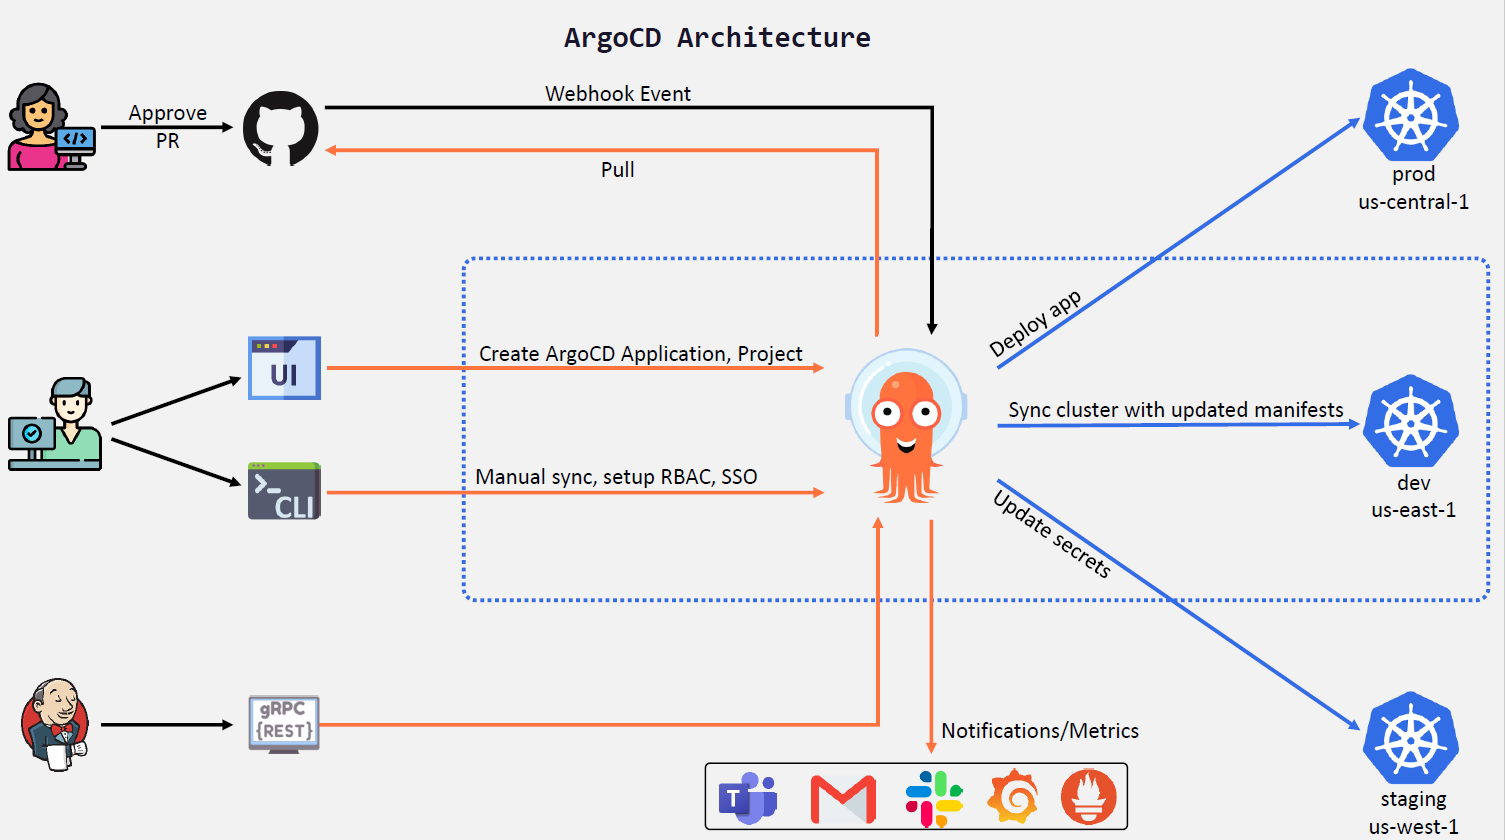 ArgoCD Architecture
Approve
PR
Webhook Event
Pull
prod
us-central-1
UI
Create ArgoCD Application, Project
Deploy app
Sync cluster with updated manifests
dev
us-east-1
>_
CLI
Manual sync, setup RBAC, SSO
Update secrets
gRPC
{REST}
Notifications/Metrics
T
staging
us-west-1